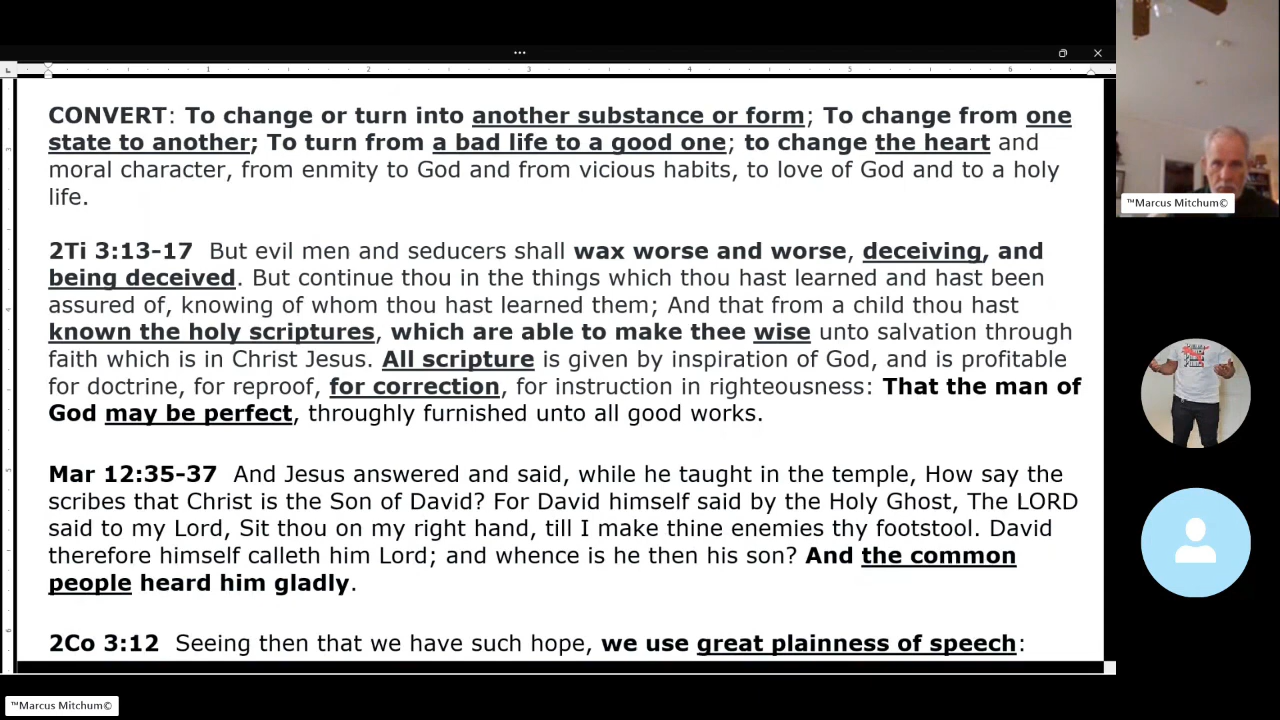 CONVERT: To change or turn into another substance or form; To change from one
state to another; To turn from a bad life to a good one; to change the heart and
moral character, from enmity to God and from vicious habits, to love of God and to a holy
life.
2Ti 3:13-17 But evil men and seducers shall wax worse and worse, deceiving, and
being deceived. But continue thou in the things which thou hast learned and hast been
assured of, knowing of whom thou hast learned them; And that from a child thou hast
known the holy scriptures, which are able to make thee wise unto salvation through
faith which is in Christ Jesus. All scripture is given by inspiration of God, and is profitable
for doctrine, for reproof, for correction, for instruction in righteousness: That the man of
God may be perfect, throughly furnished unto all good works.
Mar 12:35-37 And Jesus answered and said, while he taught in the temple, How say the
scribes that Christ is the Son of David? For David himself said by the Holy Ghost, The LORD
said to my Lord, Sit thou on my right hand, till I make thine enemies thy footstool. David
therefore himself calleth him Lord; and whence is he then his son? And the common
people heard him gladly.
2Co 3:12 Seeing then that we have such hope, we use great plainness of speech:
™Marcus Mitchum©
™Marcus Mitchum©